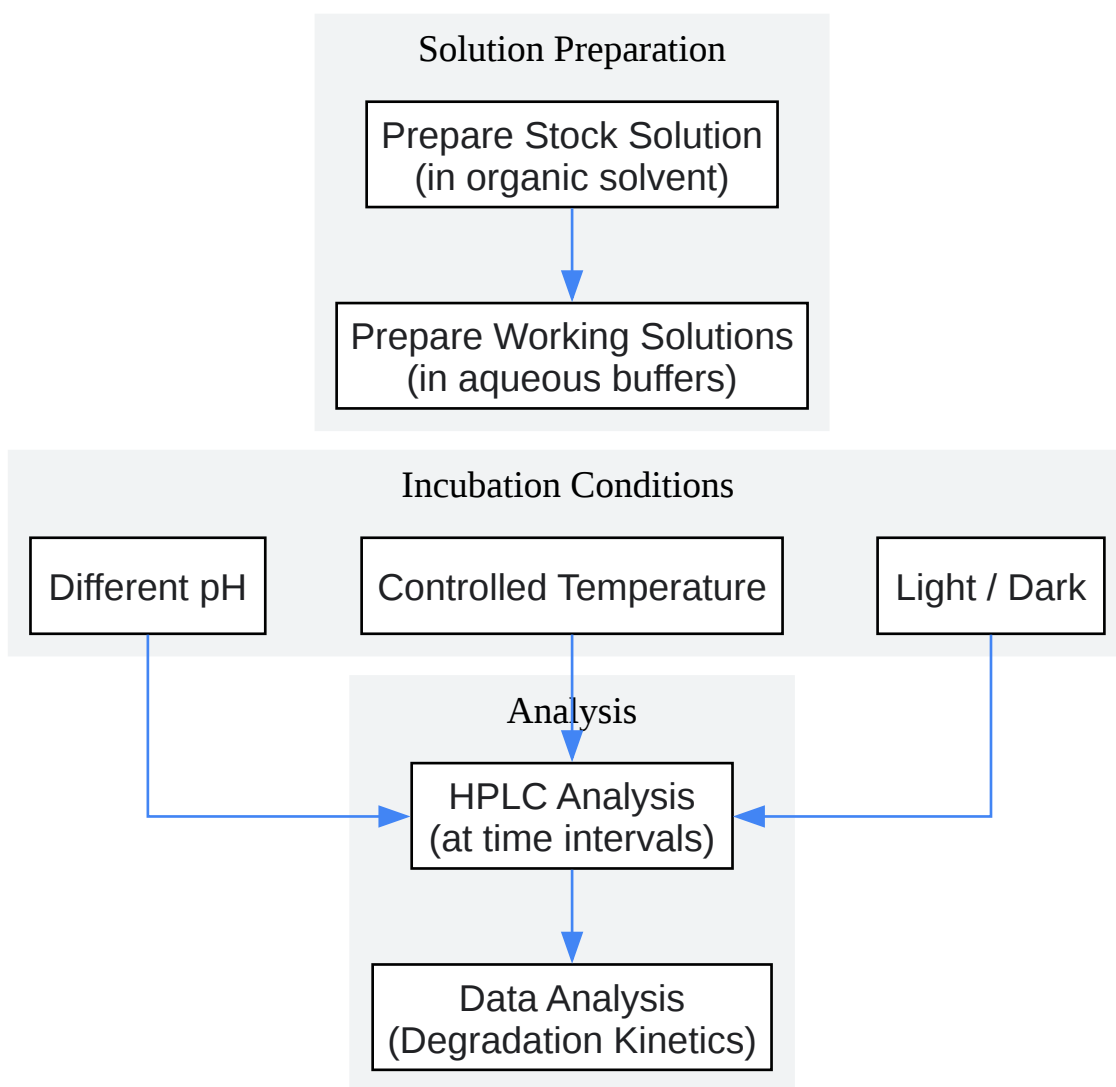 Solution Preparation
Prepare Stock Solution
(in organic solvent)
Prepare Working Solutions
(in aqueous buffers)
Incubation Conditions
Different pH
Controlled Temperature
Light / Dark
Analysis
HPLC Analysis
(at time intervals)
Data Analysis
(Degradation Kinetics)